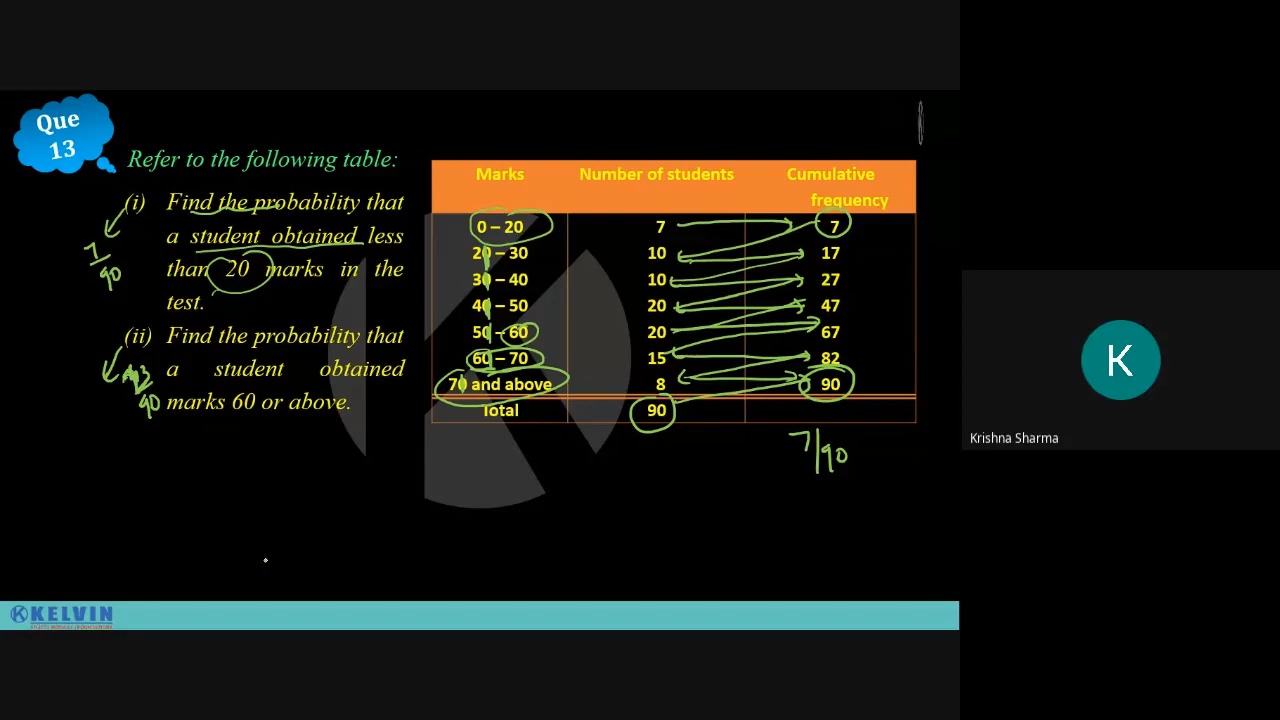 Que
13
Refer to the following table:
(i) Find the probability that
a student obtained less
than 20 marks in the
test.
7
90
(ii) Find the probability that
a student obtained
marks 60 or above.
90
Marks Number of students Cumulative
frequency
0 – 20 7 7
20 – 30 10 17
30 – 40 10 27
40 – 50 20 47
50 – 60 20 67
60 – 70 15 82
70 and above 8 90
Total 90
7/90
K
Krishna Sharma
KELVIN